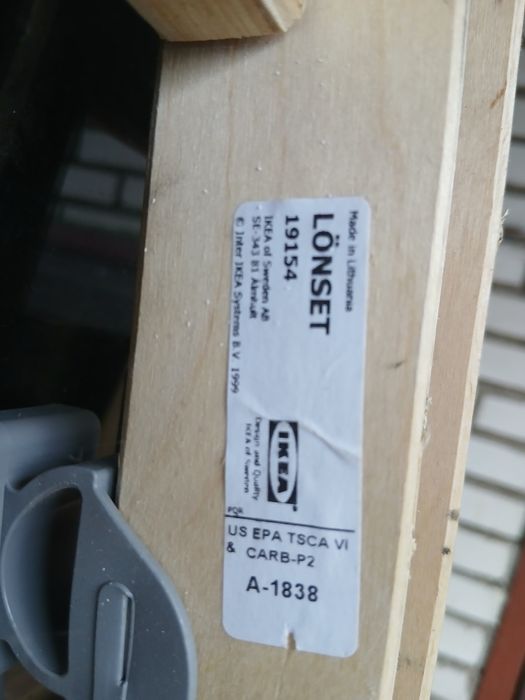 Made in Lithuania
LÖNSET
19154
IKEA of Sweden AB
SE-343 81 Älmhult
© Inter IKEA Systems B.V. 1999
IKEA®
Design and Quality
IKEA of Sweden
PQR
US EPA TSCA VI
& CARB-P2
A-1838